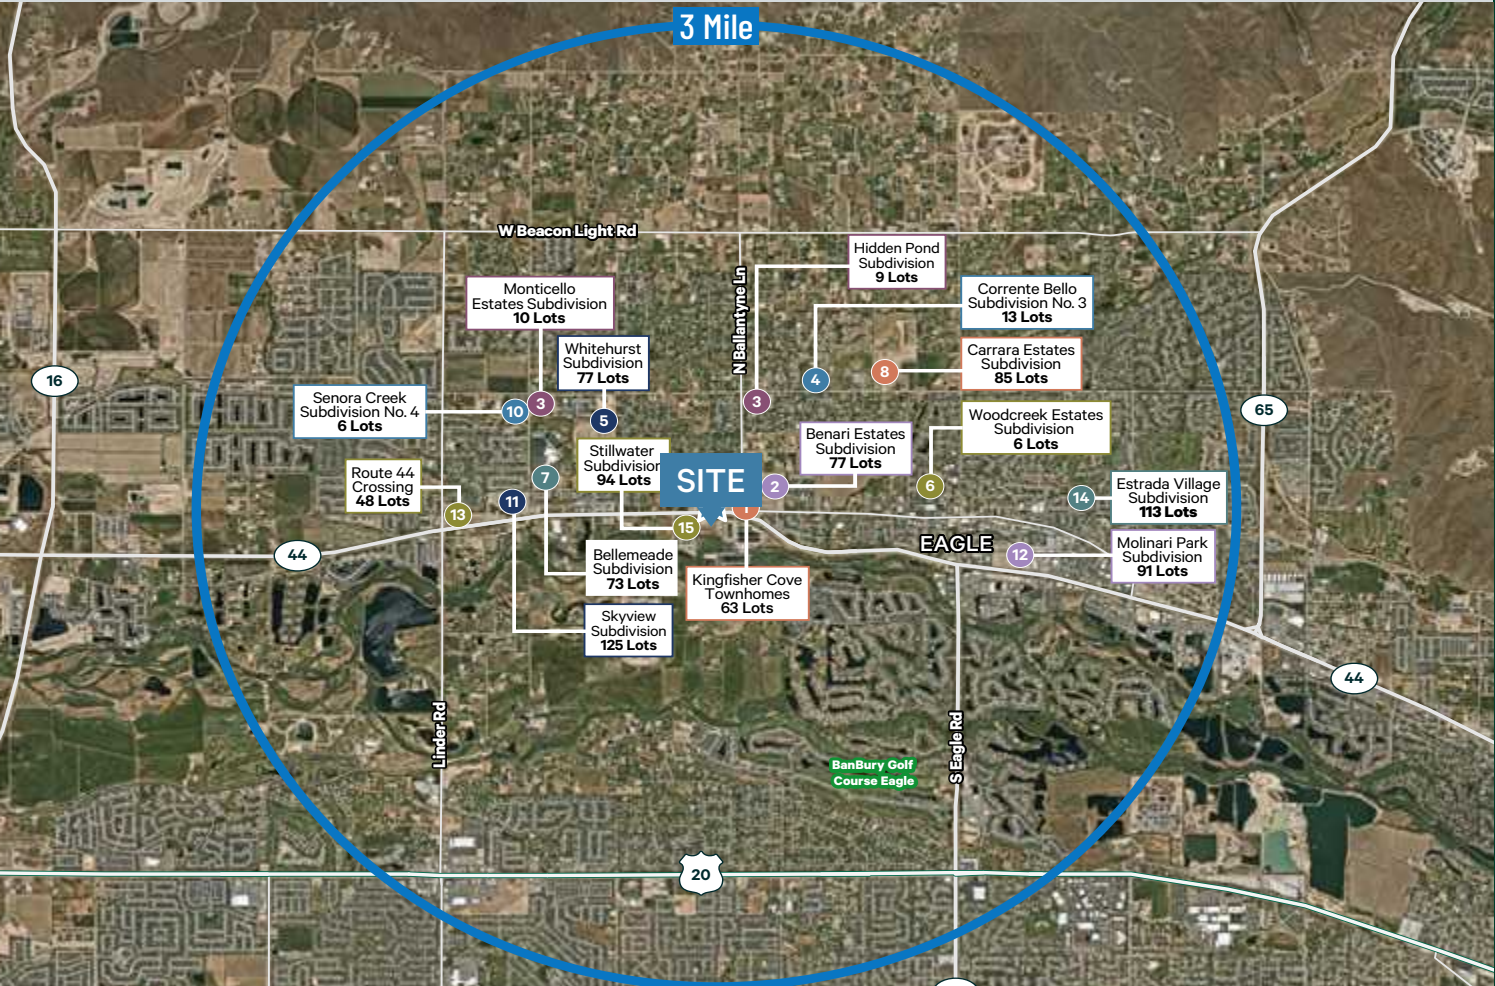 3 Mile
W Beacon Light Rd
N Ballantyne Ln
Hidden Pond
Subdivision
9 Lots
Monticello
Estates Subdivision
10 Lots
Corrente Bello
Subdivision No. 3
13 Lots
Whitehurst
Subdivision
77 Lots
Carrara Estates
Subdivision
85 Lots
16
4
8
Senora Creek
Subdivision No. 4
6 Lots
10
3
5
3
65
Woodcreek Estates
Subdivision
6 Lots
Benari Estates
Subdivision
77 Lots
Stillwater
Subdivision
94 Lots
SITE
Route 44
Crossing
48 Lots
7
2
6
14
Estrada Village
Subdivision
113 Lots
11
13
15
1
44
EAGLE
12
Molinari Park
Subdivision
91 Lots
Bellemeade
Subdivision
73 Lots
Kingfisher Cove
Townhomes
63 Lots
Skyview
Subdivision
125 Lots
44
Linder Rd
S Eagle Rd
BanBury Golf
Course Eagle
20